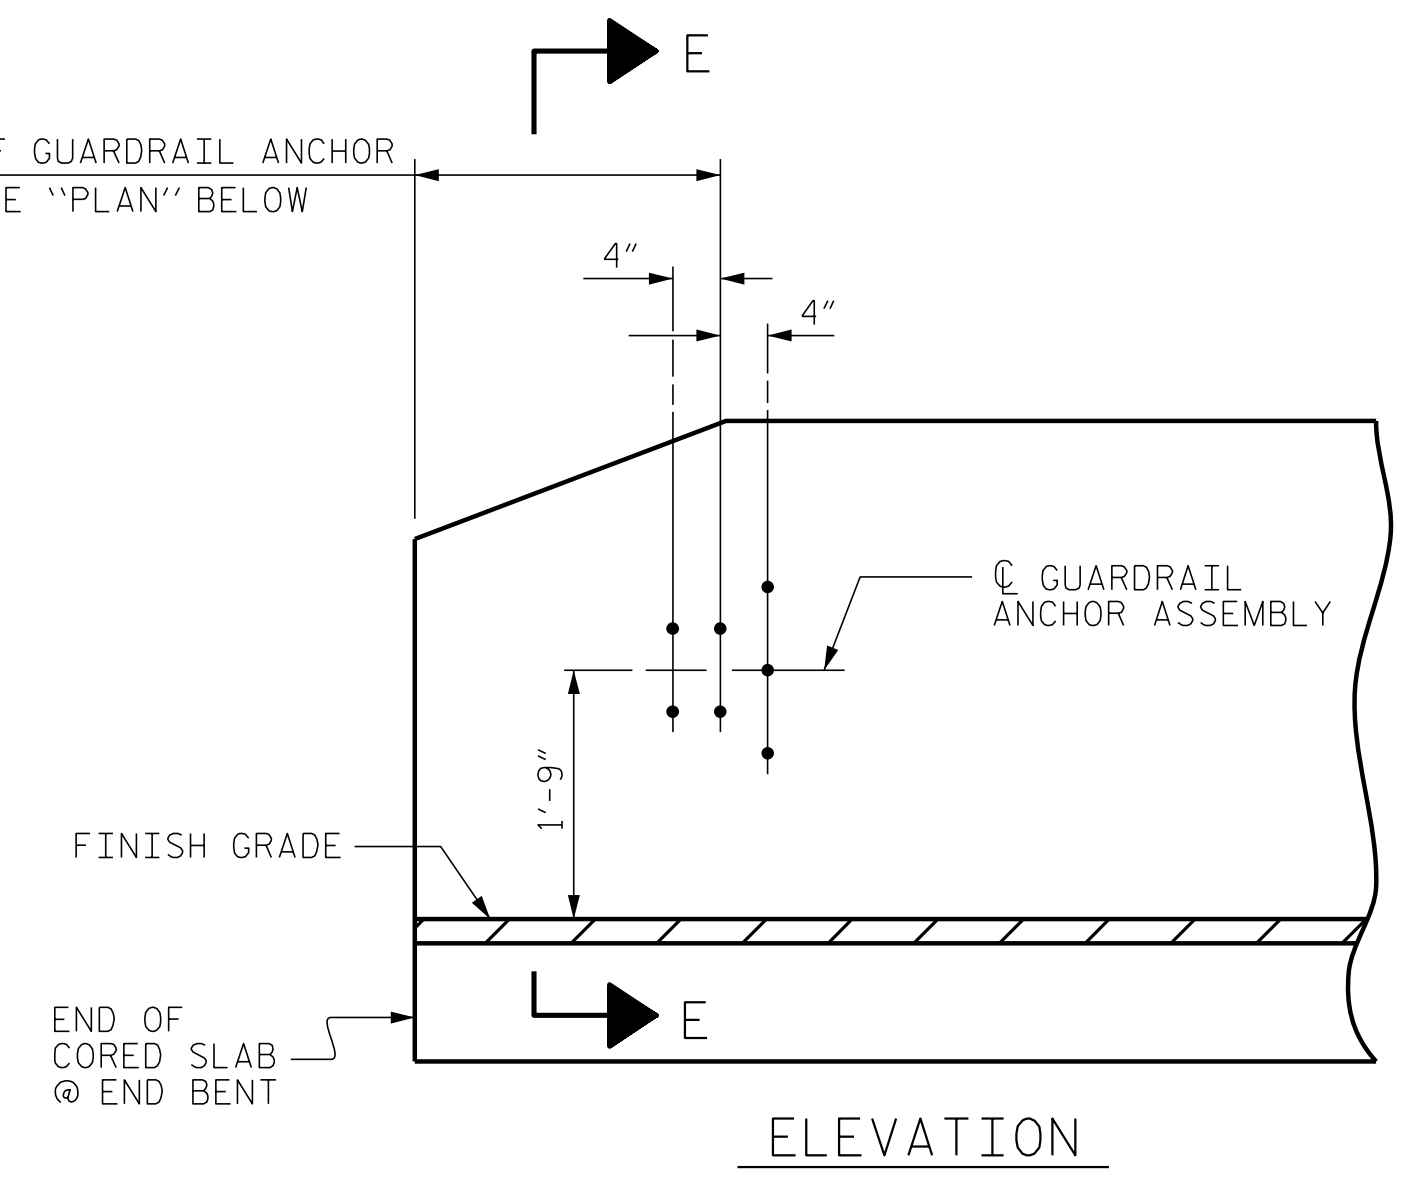 E
GUARDRAIL ANCHOR
"PLAN" BELOW
4"
4"
℄ GUARDRAIL
ANCHOR ASSEMBLY
1'-9"
FINISH GRADE
END OF
CORED SLAB
@ END BENT
E
ELEVATION